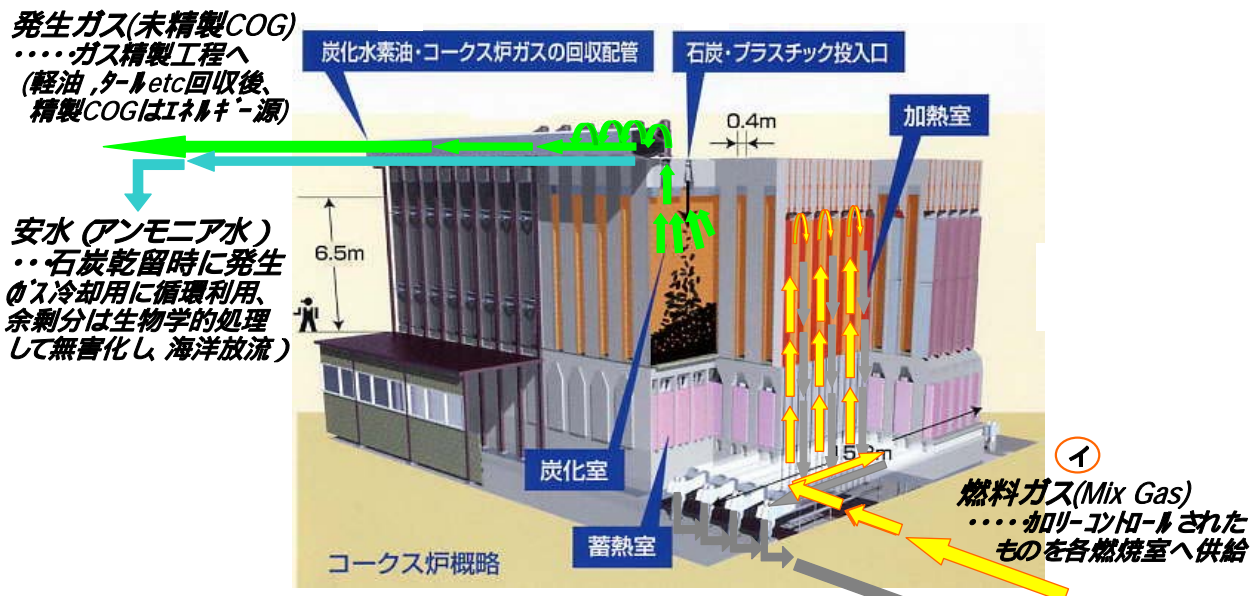 発生ガス(未精製COG)
・・・・・ガス精製工程へ
(軽油,タールetc回収後、
精製COGはエネルギー源)
炭化水素油・コークス炉ガスの回収配管
石炭・プラスチック投入口
0.4m
加熱室
安水(アンモニア水)
・・・石炭乾留時に発生
ガス冷却用に循環利用、
余剰分は生物学的処理
して無害化し、海洋放流)
6.5m
炭化室
蓄熱室
コークス炉概略
イ
燃料ガス(Mix Gas)
・・・・・カロリーコントロールされた
ものを各燃焼室へ供給